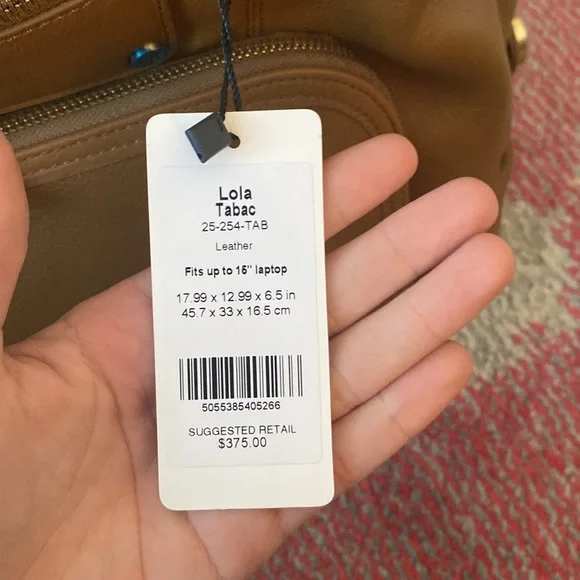 Lola
Tabac
25-254-TAB
Leather
Fits up to 15" laptop
17.99 x 12.99 x 6.5 in
45.7 x 33 x 16.5 cm
5055385405266
SUGGESTED RETAIL
$375.00